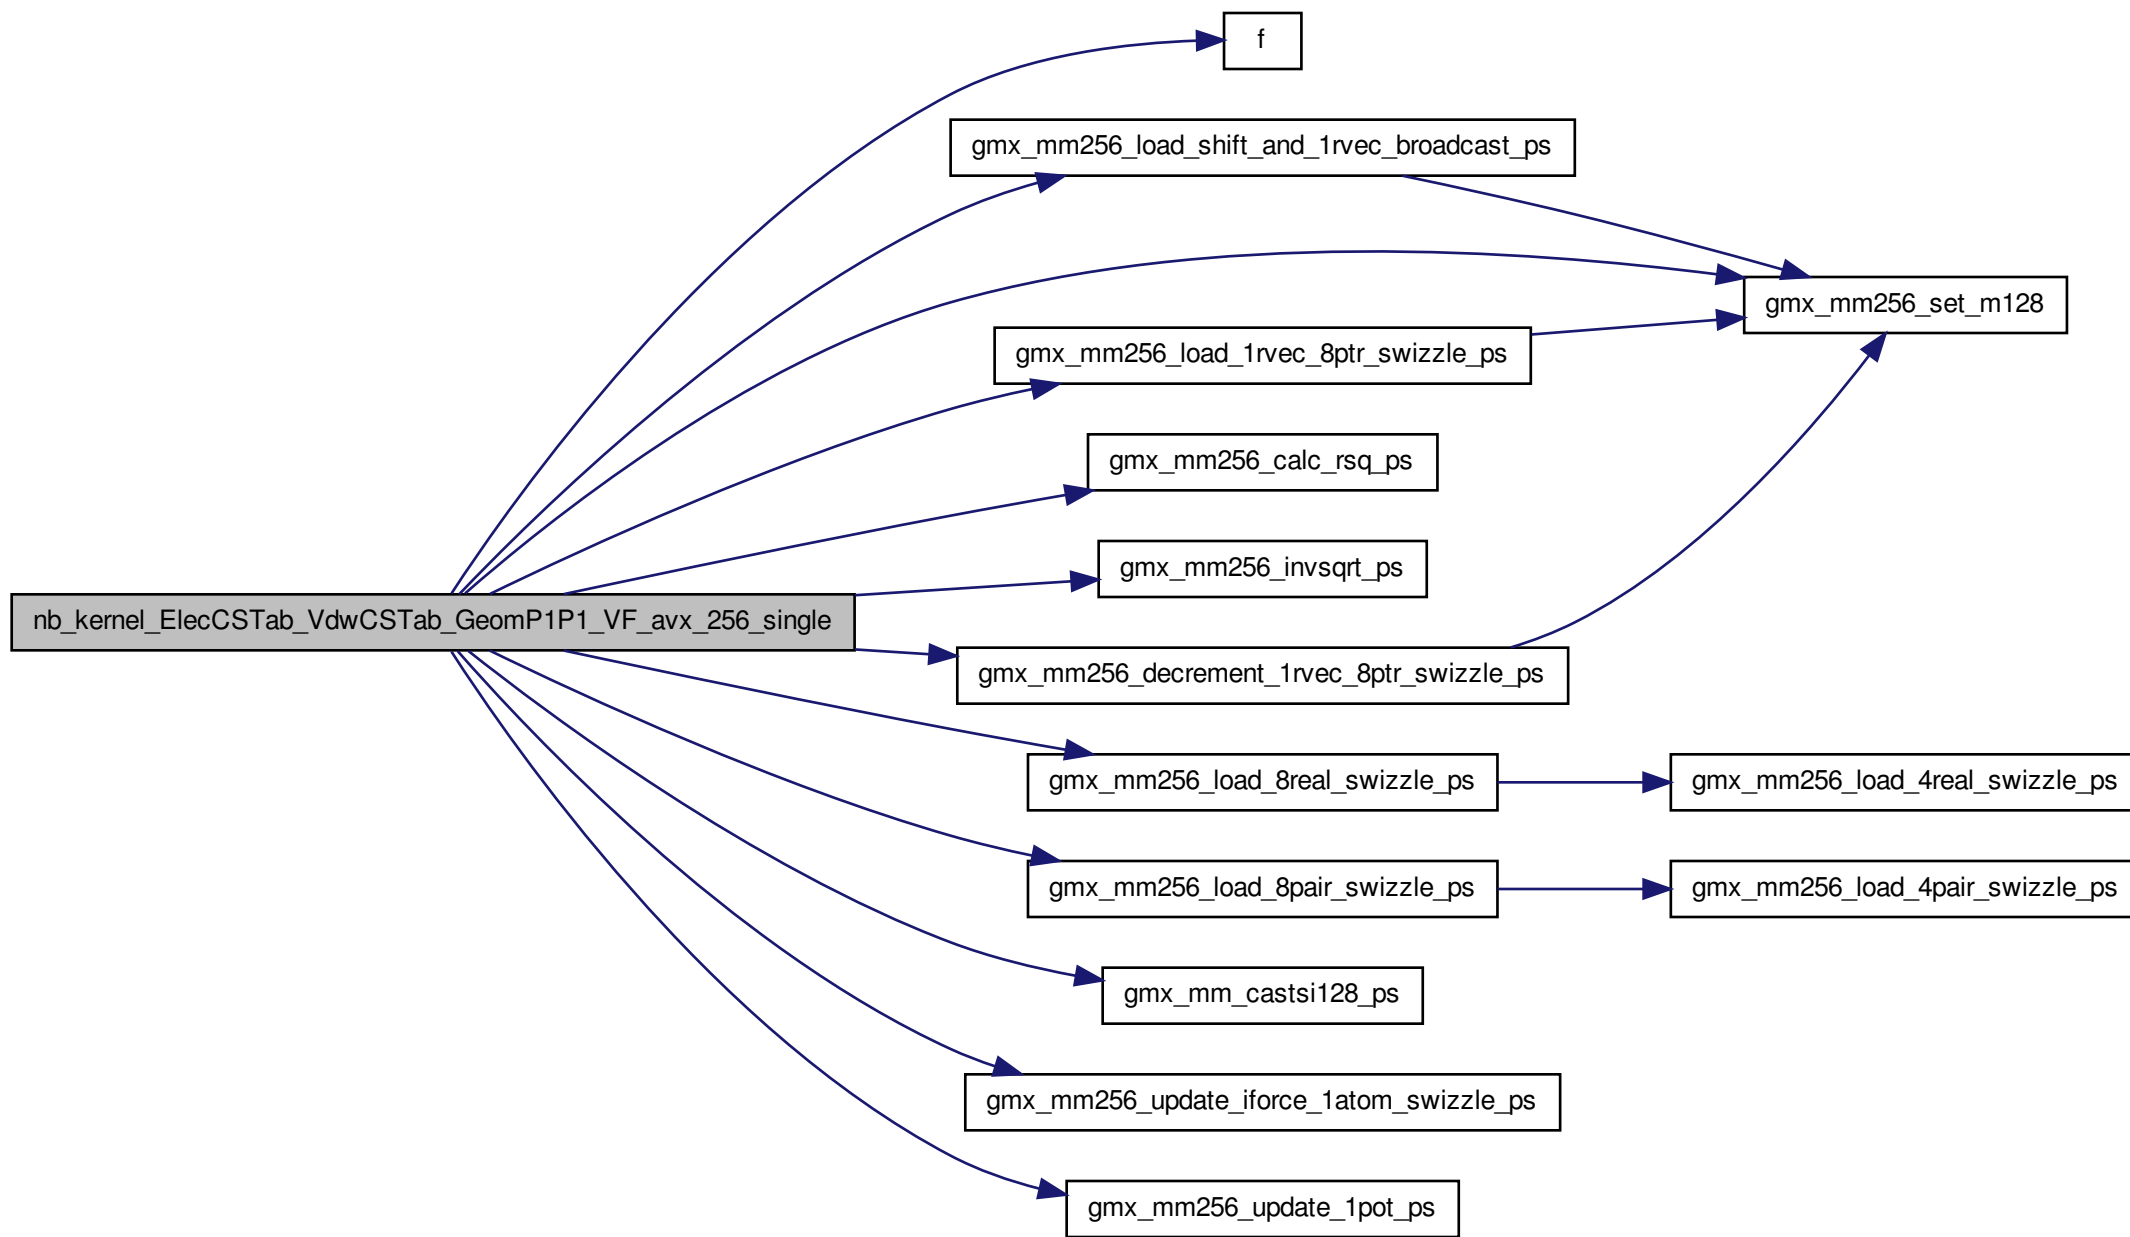 f
gmx_mm256_load_shift_and_1rvec_broadcast_ps
gmx_mm256_set_m128
gmx_mm256_load_1rvec_8ptr_swizzle_ps
gmx_mm256_calc_rsq_ps
gmx_mm256_invsqrt_ps
nb_kernel_ElecCSTab_VdwCSTab_GeomP1P1_VF_avx_256_single
gmx_mm256_decrement_1rvec_8ptr_swizzle_ps
gmx_mm256_load_8real_swizzle_ps
gmx_mm256_load_4real_swizzle_ps
gmx_mm256_load_8pair_swizzle_ps
gmx_mm256_load_4pair_swizzle_ps
gmx_mm_castsi128_ps
gmx_mm256_update_iforce_1atom_swizzle_ps
gmx_mm256_update_1pot_ps